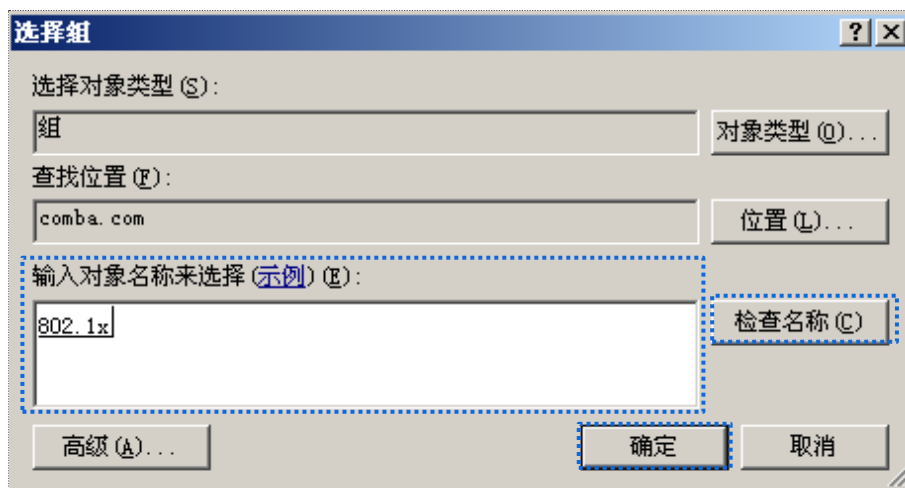 选择组
选择对象类型(S):
组
对象类型(O)...
查找位置(F):
comba.com
位置(L)...
输入对象名称来选择(示例)(E):
802.1x
检查名称(C)
高级(A)...
确定
取消